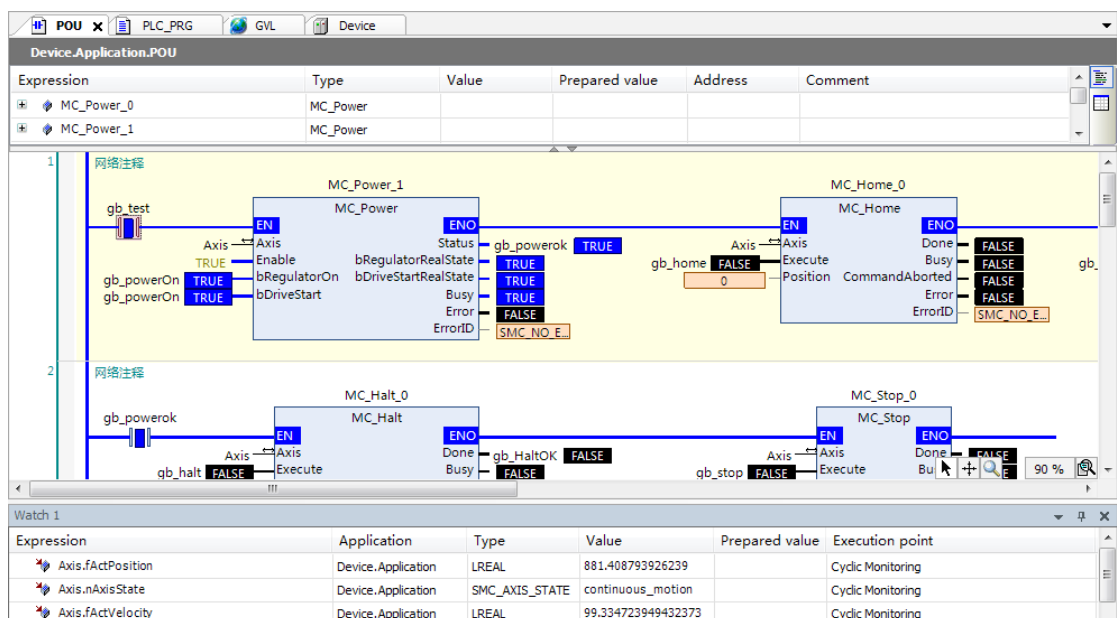 POU PLC_PRG GVL Device
Device.Application.POU
Expression Type Value Prepared value Address Comment
MC_Power_0 MC_Power
MC_Power_1 MC_Power
1 网络注释
MC_Power_1 MC_Home_0
gb_test MC_Power MC_Home
EN ENO EN ENO
Axis Axis Status gb_powerok TRUE Axis Axis Done FALSE
TRUE Enable bRegulatorRealState TRUE gb_home FALSE Execute Busy FALSE gb_
gb_powerOn TRUE bRegulatorOn bDriveStartRealState TRUE 0 Position CommandAborted FALSE
gb_powerOn TRUE bDriveStart Busy TRUE Error FALSE
Error FALSE ErrorID SMC_NO_E...
ErrorID SMC_NO_E...
2 网络注释
MC_Halt_0 MC_Stop_0
gb_powerok MC_Halt MC_Stop
EN ENO EN ENO
Axis Axis Done gb_HaltOK FALSE Axis Axis Done FALSE
gb_halt FALSE Execute Busy FALSE gb_stop FALSE Execute Bu E 90 %
Watch 1
Expression Application Type Value Prepared value Execution point
Axis.fActPosition Device.Application LREAL 881.408793926239 Cyclic Monitoring
Axis.nAxisState Device.Application SMC_AXIS_STATE continuous_motion Cyclic Monitoring
Axis.fActVelocity Device.Application LREAL 99.334723949432373 Cyclic Monitoring